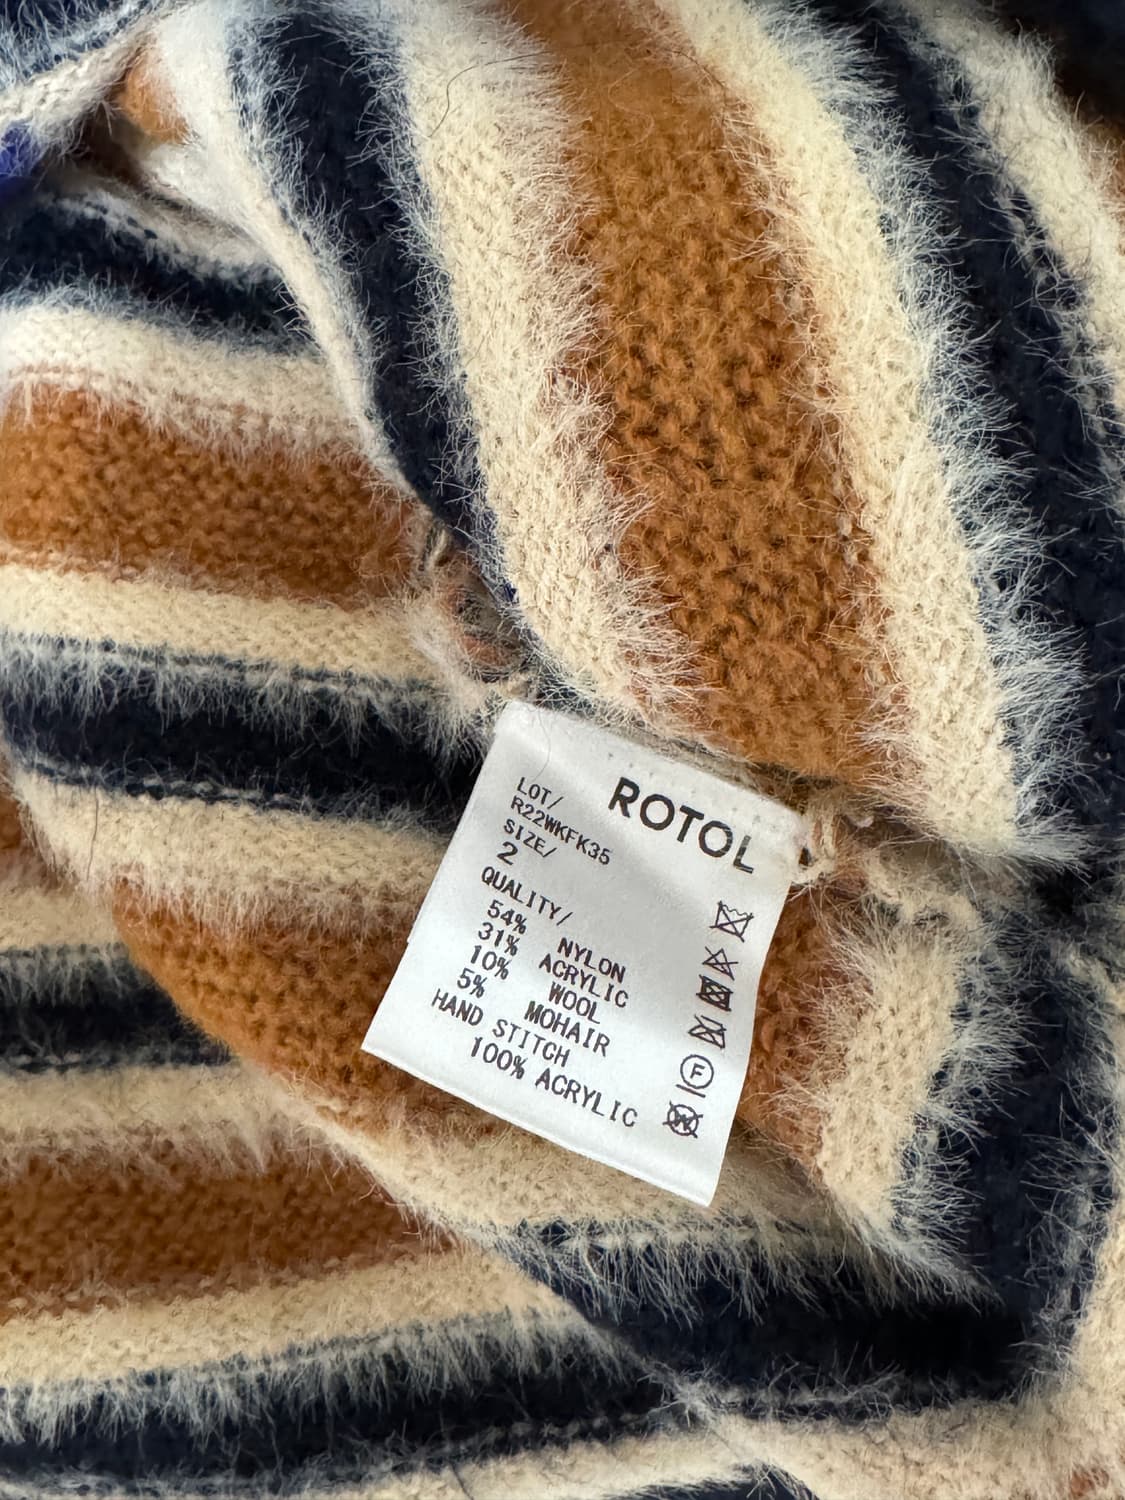 ROTOL
LOT/
R22WKFK35
SIZE/
2
QUALITY/
54% NYLON
31% ACRYLIC
10% WOOL
5% MOHAIR
HAND STITCH
100% ACRYLIC
F
W